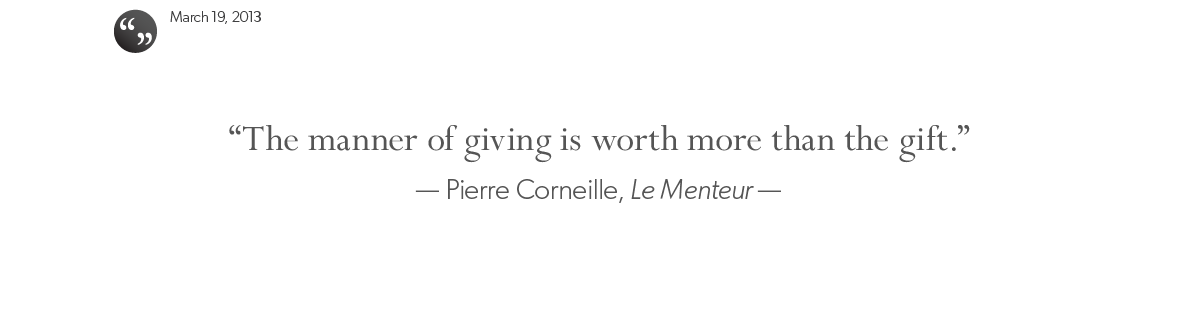 March 19, 2013
“The manner of giving is worth more than the gift.”
— Pierre Corneille, Le Menteur —